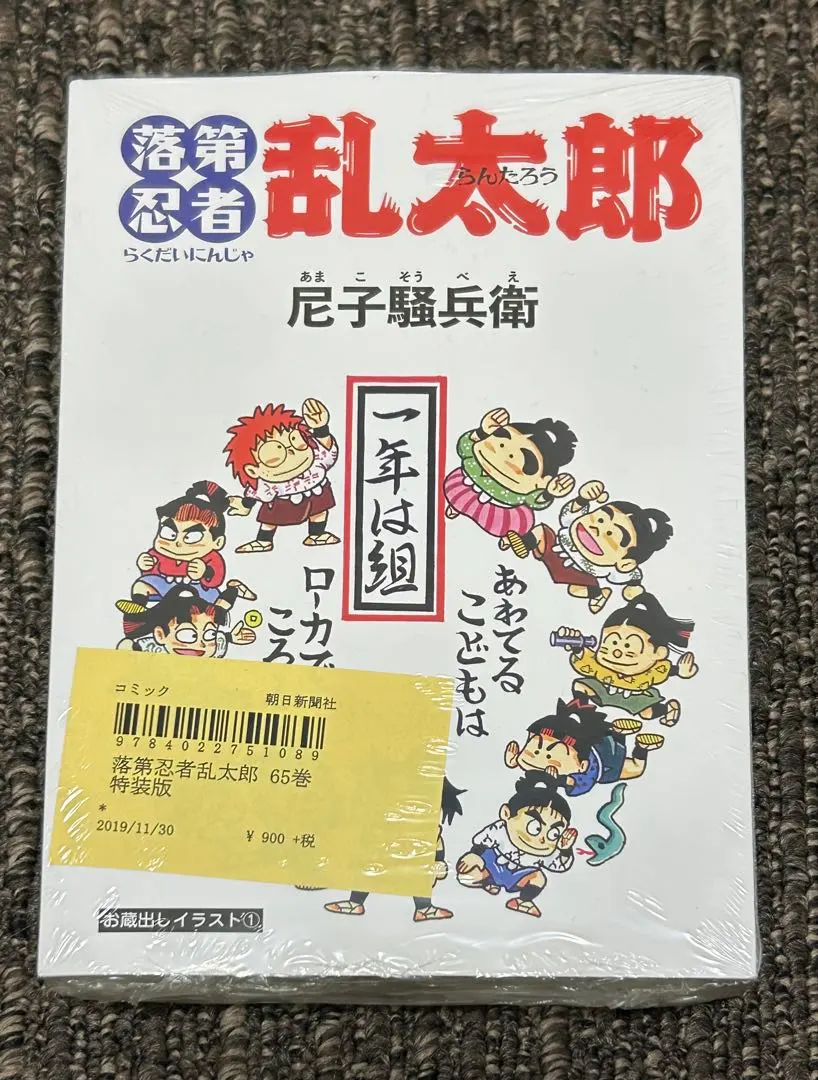 落第
忍者
らくだいにんじゃ
乱太郎
らんたろう
あまこそうべえ
尼子騒兵衛
一年は組
あわてる
こどもは
ローカで
ころ
コミック
朝日新聞社
9784022751089
落第忍者乱太郎 65巻
特装版
*
2019/11/30
¥ 900 +税
お蔵出しイラスト①